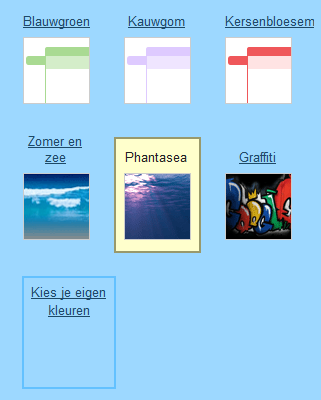 Blauwgroen
Kauwgom
Kersenbloesem
Zomer en
zee
Phantasea
Graffiti
Kies je eigen
kleuren